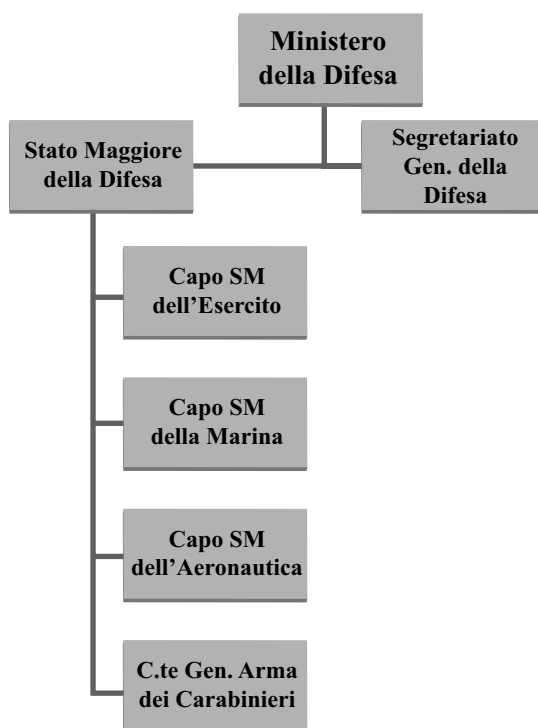 Ministero
della Difesa
Stato Maggiore
della Difesa
Segretariato
Gen. della
Difesa
Capo SM
dell’Esercito
Capo SM
della Marina
Capo SM
dell’Aeronautica
C.te Gen. Arma
dei Carabinieri